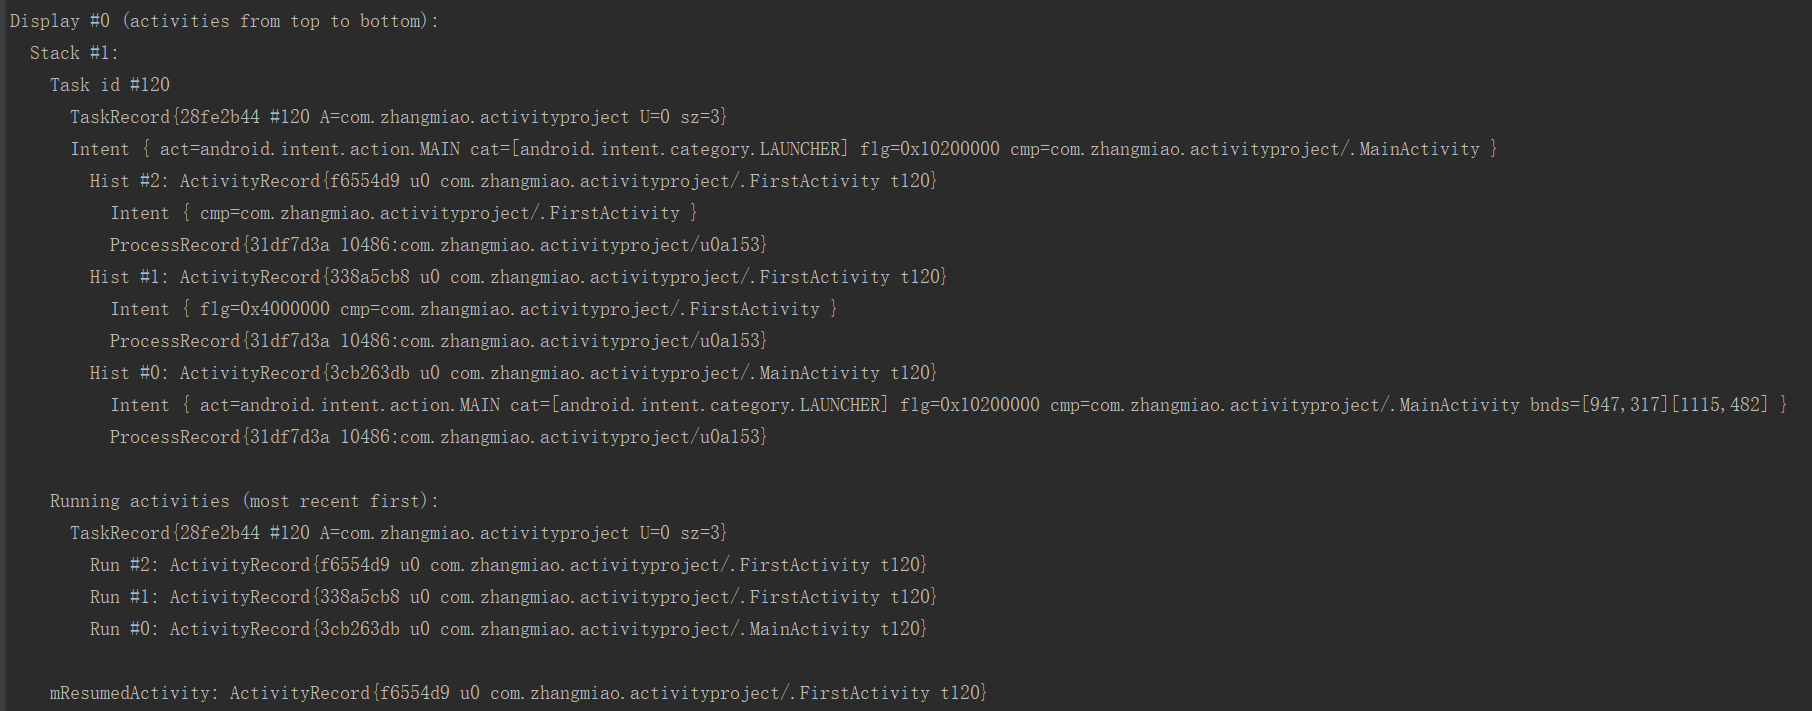 Display #0 (activities from top to bottom):
Stack #1:
Task id #120
TaskRecord{28fe2b44 #120 A=com.zhangmiao.activityproject U=0 sz=3}
Intent { act=android.intent.action.MAIN cat=[android.intent.category.LAUNCHER] flg=0x10200000 cmp=com.zhangmiao.activityproject/.MainActivity }
Hist #2: ActivityRecord{f6554d9 u0 com.zhangmiao.activityproject/.FirstActivity t120}
Intent { cmp=com.zhangmiao.activityproject/.FirstActivity }
ProcessRecord{31df7d3a 10486:com.zhangmiao.activityproject/u0a153}
Hist #1: ActivityRecord{338a5cb8 u0 com.zhangmiao.activityproject/.FirstActivity t120}
Intent { flg=0x4000000 cmp=com.zhangmiao.activityproject/.FirstActivity }
ProcessRecord{31df7d3a 10486:com.zhangmiao.activityproject/u0a153}
Hist #0: ActivityRecord{3cb263db u0 com.zhangmiao.activityproject/.MainActivity t120}
Intent { act=android.intent.action.MAIN cat=[android.intent.category.LAUNCHER] flg=0x10200000 cmp=com.zhangmiao.activityproject/.MainActivity bnds=[947,317][1115,482] }
ProcessRecord{31df7d3a 10486:com.zhangmiao.activityproject/u0a153}
Running activities (most recent first):
TaskRecord{28fe2b44 #120 A=com.zhangmiao.activityproject U=0 sz=3}
Run #2: ActivityRecord{f6554d9 u0 com.zhangmiao.activityproject/.FirstActivity t120}
Run #1: ActivityRecord{338a5cb8 u0 com.zhangmiao.activityproject/.FirstActivity t120}
Run #0: ActivityRecord{3cb263db u0 com.zhangmiao.activityproject/.MainActivity t120}
mResumedActivity: ActivityRecord{f6554d9 u0 com.zhangmiao.activityproject/.FirstActivity t120}